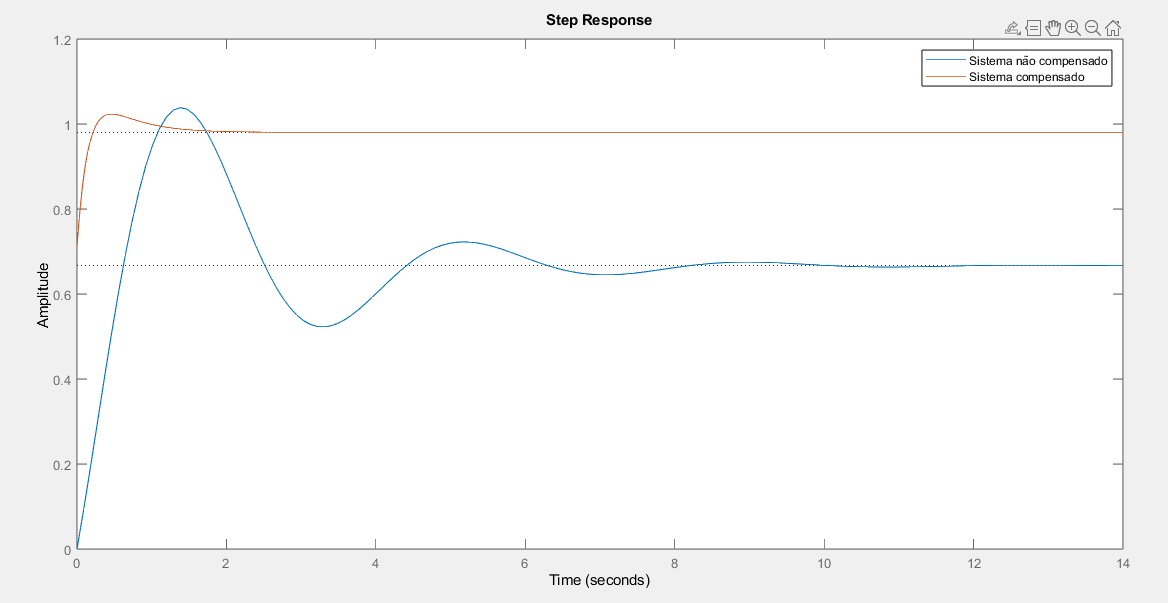 Step Response
Sistema não compensado
Sistema compensado
1.2
1
0.8
0.6
0.4
0.2
0
Amplitude
0 2 4 6 8 10 12 14
Time (seconds)